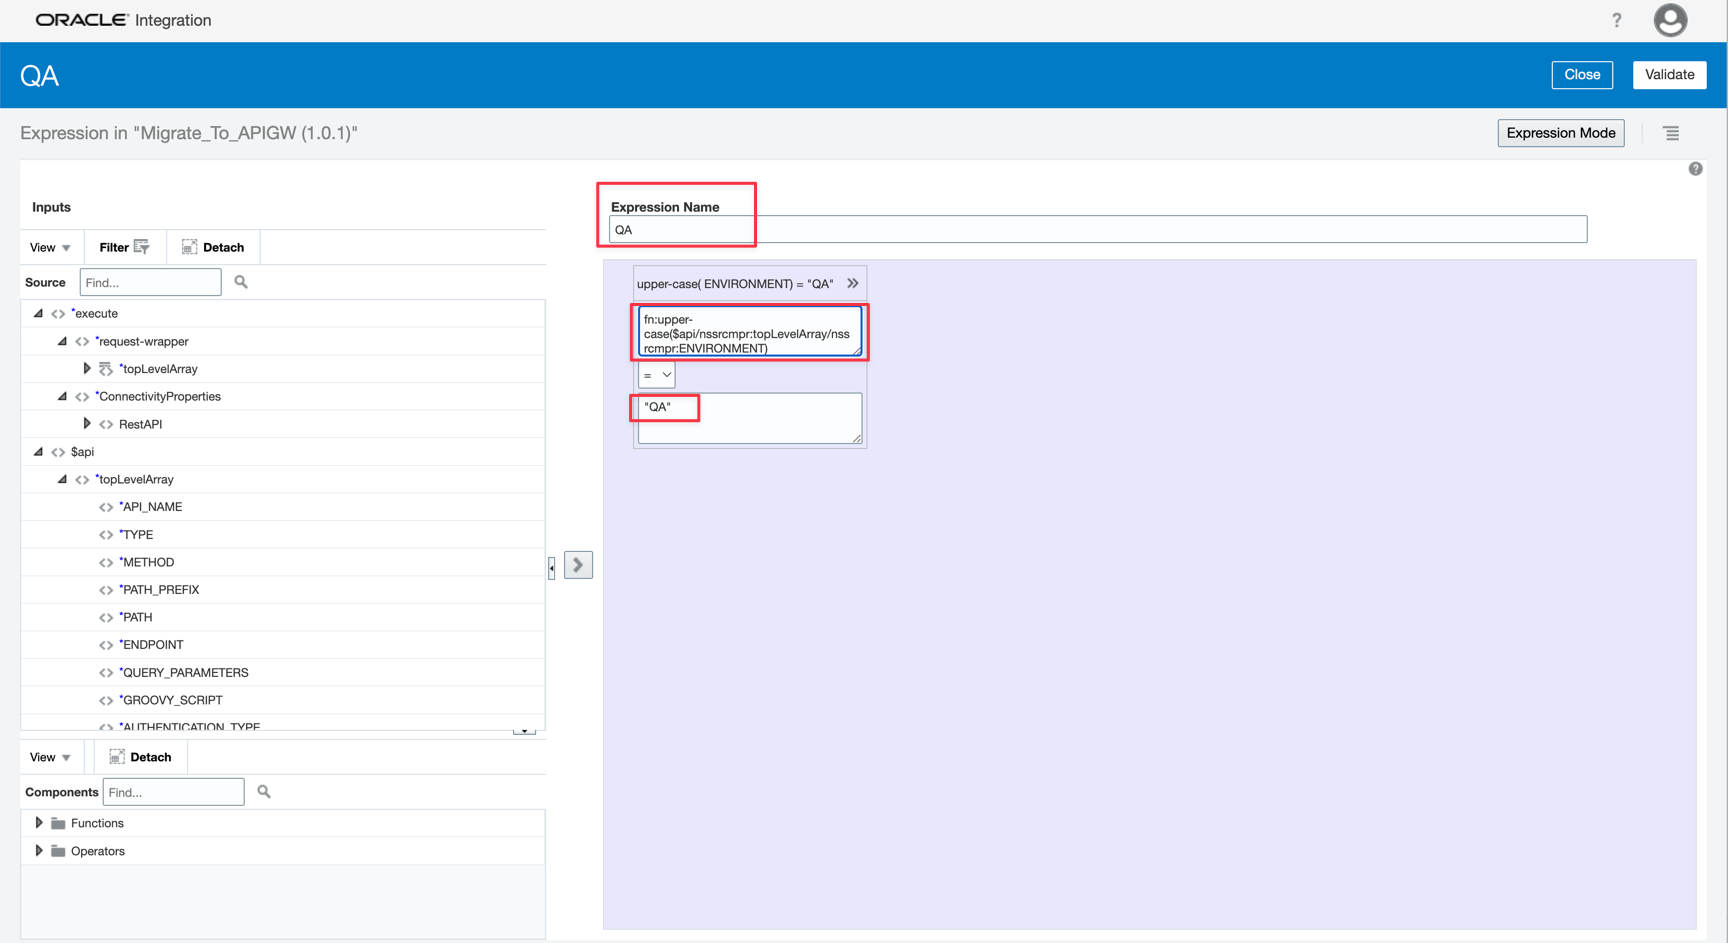 ORACLE® Integration
?
QA
Close
Validate
Expression in "Migrate_To_APIGW (1.0.1)"
Expression Mode
?
Inputs
View
Filter
Detach
Source
Find...
*execute
*request-wrapper
*topLevelArray
*ConnectivityProperties
RestAPI
$api
*topLevelArray
*API_NAME
*TYPE
*METHOD
*PATH_PREFIX
*PATH
*ENDPOINT
*QUERY_PARAMETERS
*GROOVY_SCRIPT
*AUTHENTICATION_TYPE
View
Detach
Components
Find...
Functions
Operators
Expression Name
QA
upper-case( ENVIRONMENT) = "QA"
fn:upper-
case($api/nssrcmpr:topLevelArray/nss
rcmpr:ENVIRONMENT)
=
"QA"